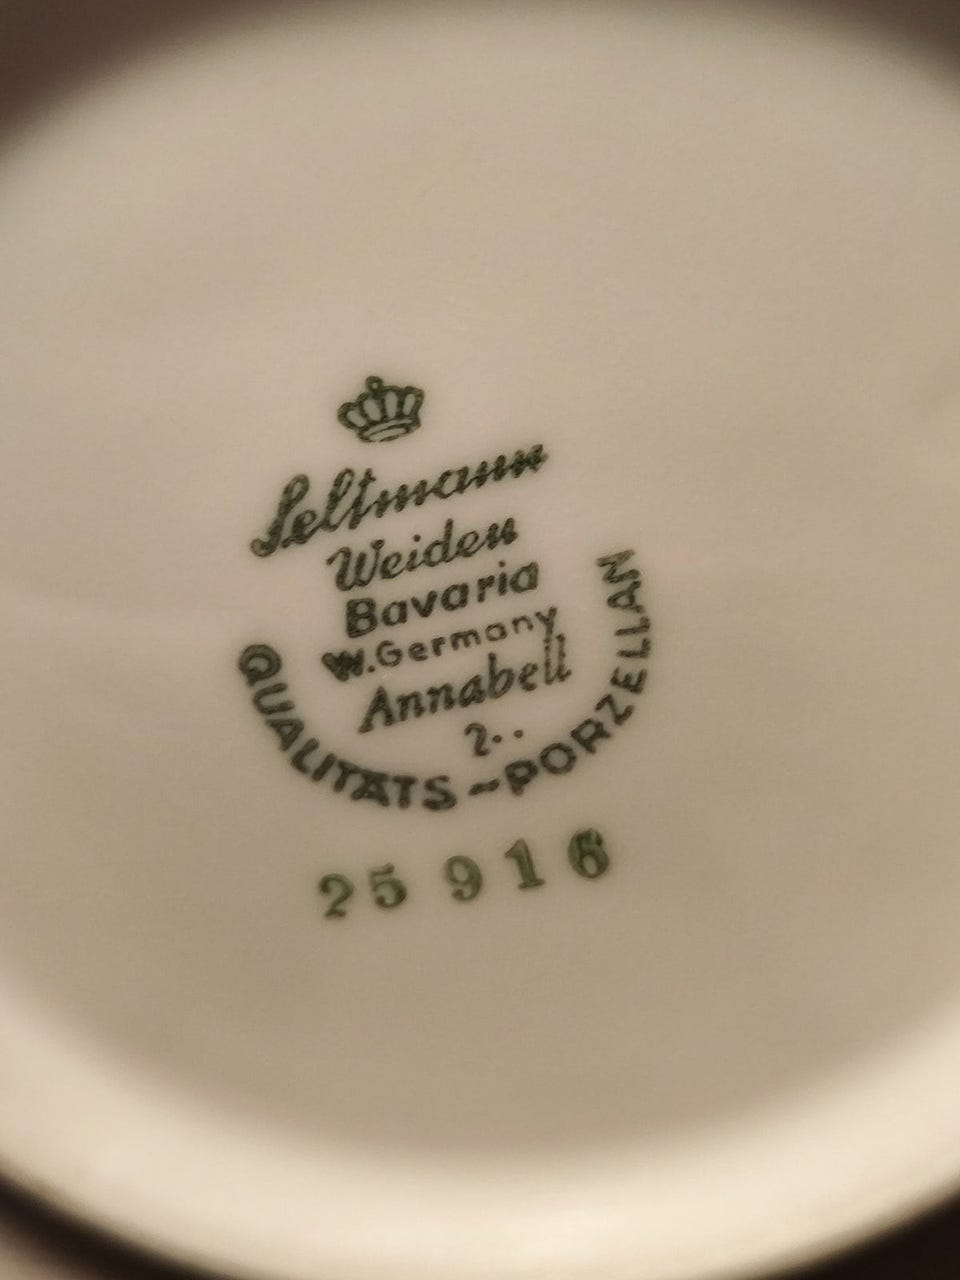 Seltmann
Weiden
Bavaria
W.Germany
Annabell
2..
QUALITÄTS~PORZELLAN
25 916